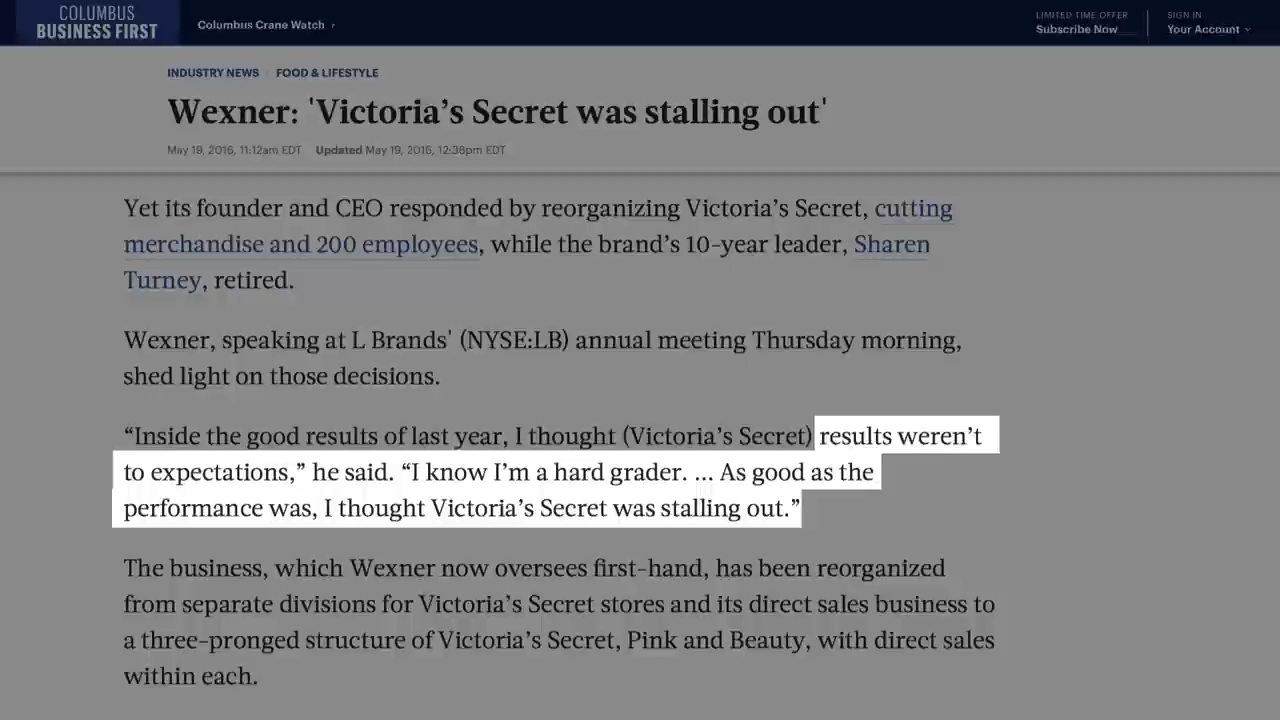 COLUMBUS
BUSINESS FIRST
Columbus Crane Watch
LIMITED TIME OFFER
Subscribe Now
SIGN IN
Your Account
INDUSTRY NEWS FOOD & LIFESTYLE
Wexner: 'Victoria’s Secret was stalling out'
May 19, 2016, 11:12am EDT Updated May 19, 2016, 12:36pm EDT
Yet its founder and CEO responded by reorganizing Victoria’s Secret, cutting
merchandise and 200 employees, while the brand’s 10-year leader, Sharen
Turney, retired.
Wexner, speaking at L Brands' (NYSE:LB) annual meeting Thursday morning,
shed light on those decisions.
“Inside the good results of last year, I thought (Victoria’s Secret) results weren’t
to expectations,” he said. “I know I’m a hard grader. ... As good as the
performance was, I thought Victoria’s Secret was stalling out.”
The business, which Wexner now oversees first-hand, has been reorganized
from separate divisions for Victoria’s Secret stores and its direct sales business to
a three-pronged structure of Victoria’s Secret, Pink and Beauty, with direct sales
within each.